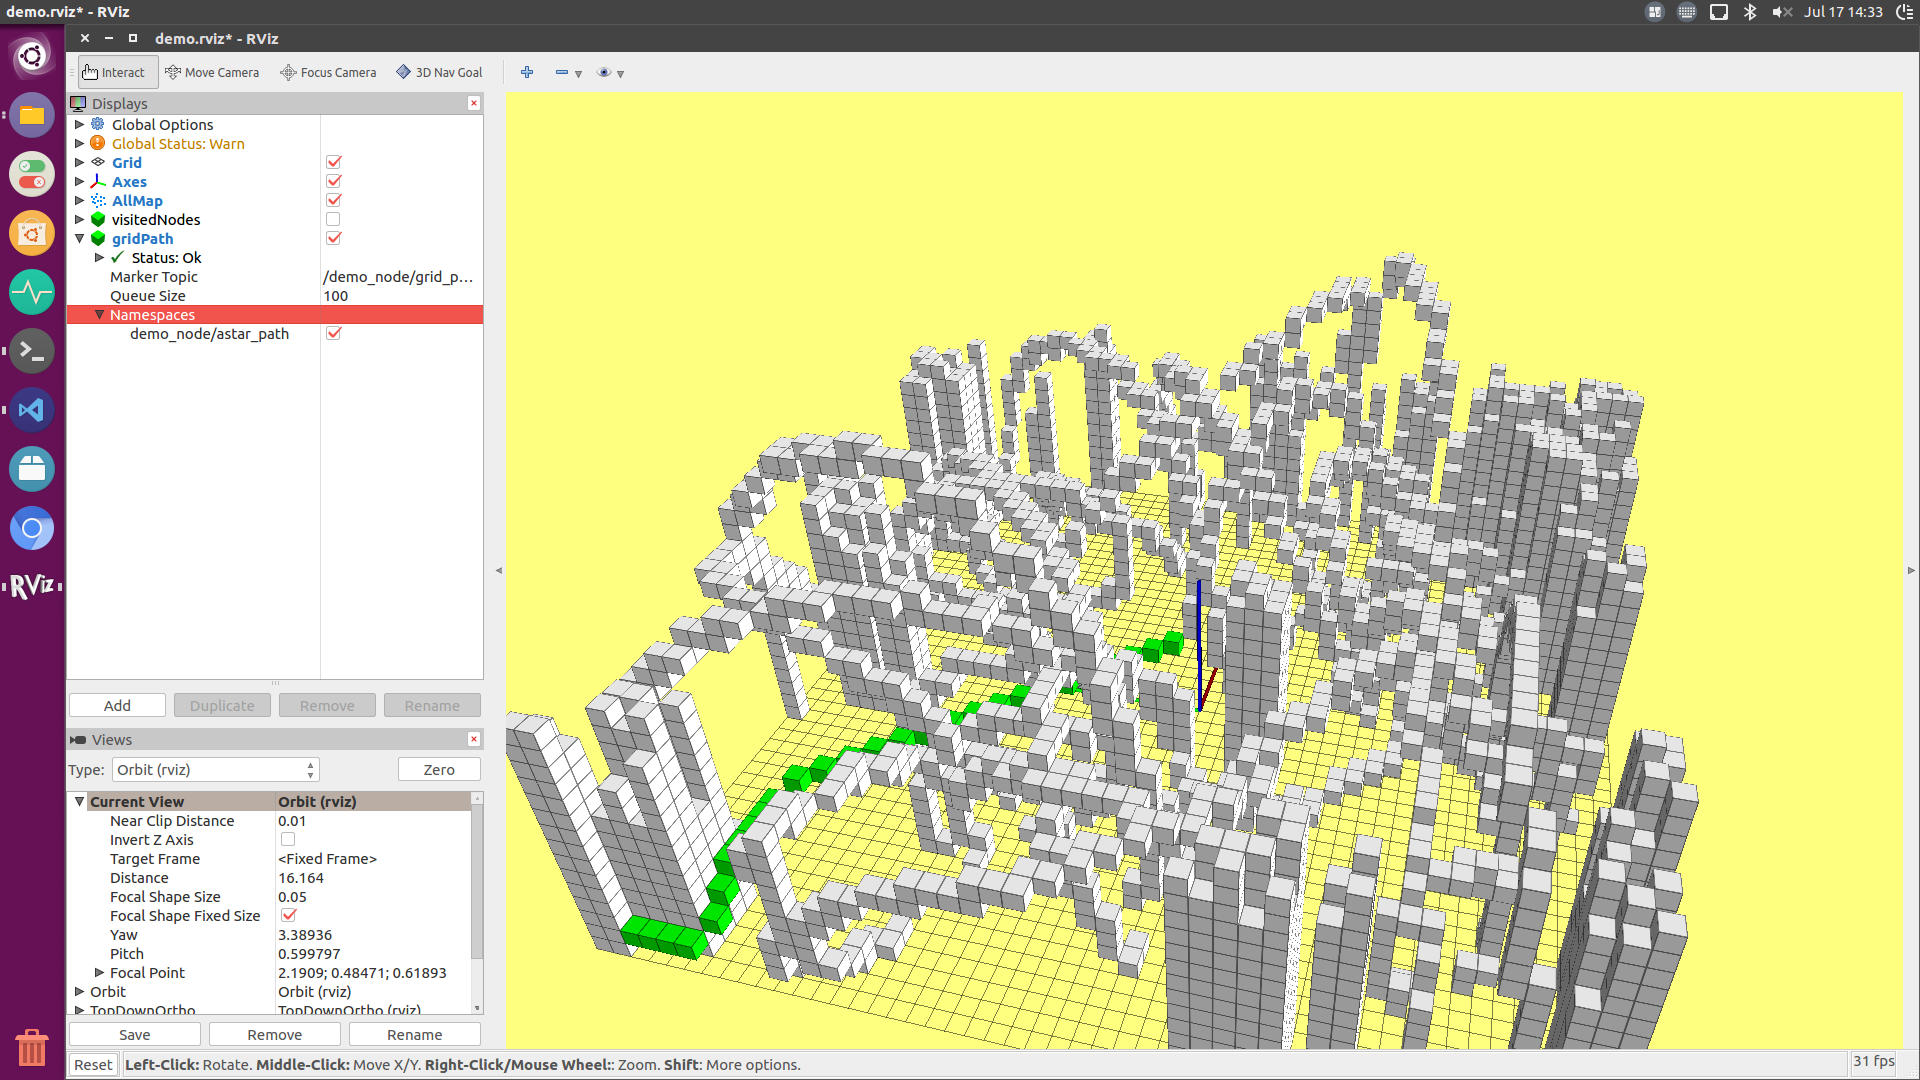 demo.rviz* - RViz
Jul 17 14:33
demo.rviz* - RViz
Interact
Move Camera
Focus Camera
3D Nav Goal
Displays
Global Options
Global Status: Warn
Grid
Axes
AllMap
visitedNodes
gridPath
Status: Ok
Marker Topic /demo_node/grid_p...
Queue Size 100
Namespaces
demo_node/astar_path
Add
Duplicate
Remove
Rename
Views
Type: Orbit (rviz)
Zero
Current View Orbit (rviz)
Near Clip Distance 0.01
Invert Z Axis
Target Frame <Fixed Frame>
Distance 16.164
Focal Shape Size 0.05
Focal Shape Fixed Size
Yaw 3.38936
Pitch 0.599797
Focal Point 2.1909; 0.48471; 0.61893
Orbit Orbit (rviz)
TopDownOrtho TopDownOrtho (rviz)
Save
Remove
Rename
Reset
Left-Click: Rotate. Middle-Click: Move X/Y. Right-Click/Mouse Wheel:: Zoom. Shift: More options.
31 fps
RViz